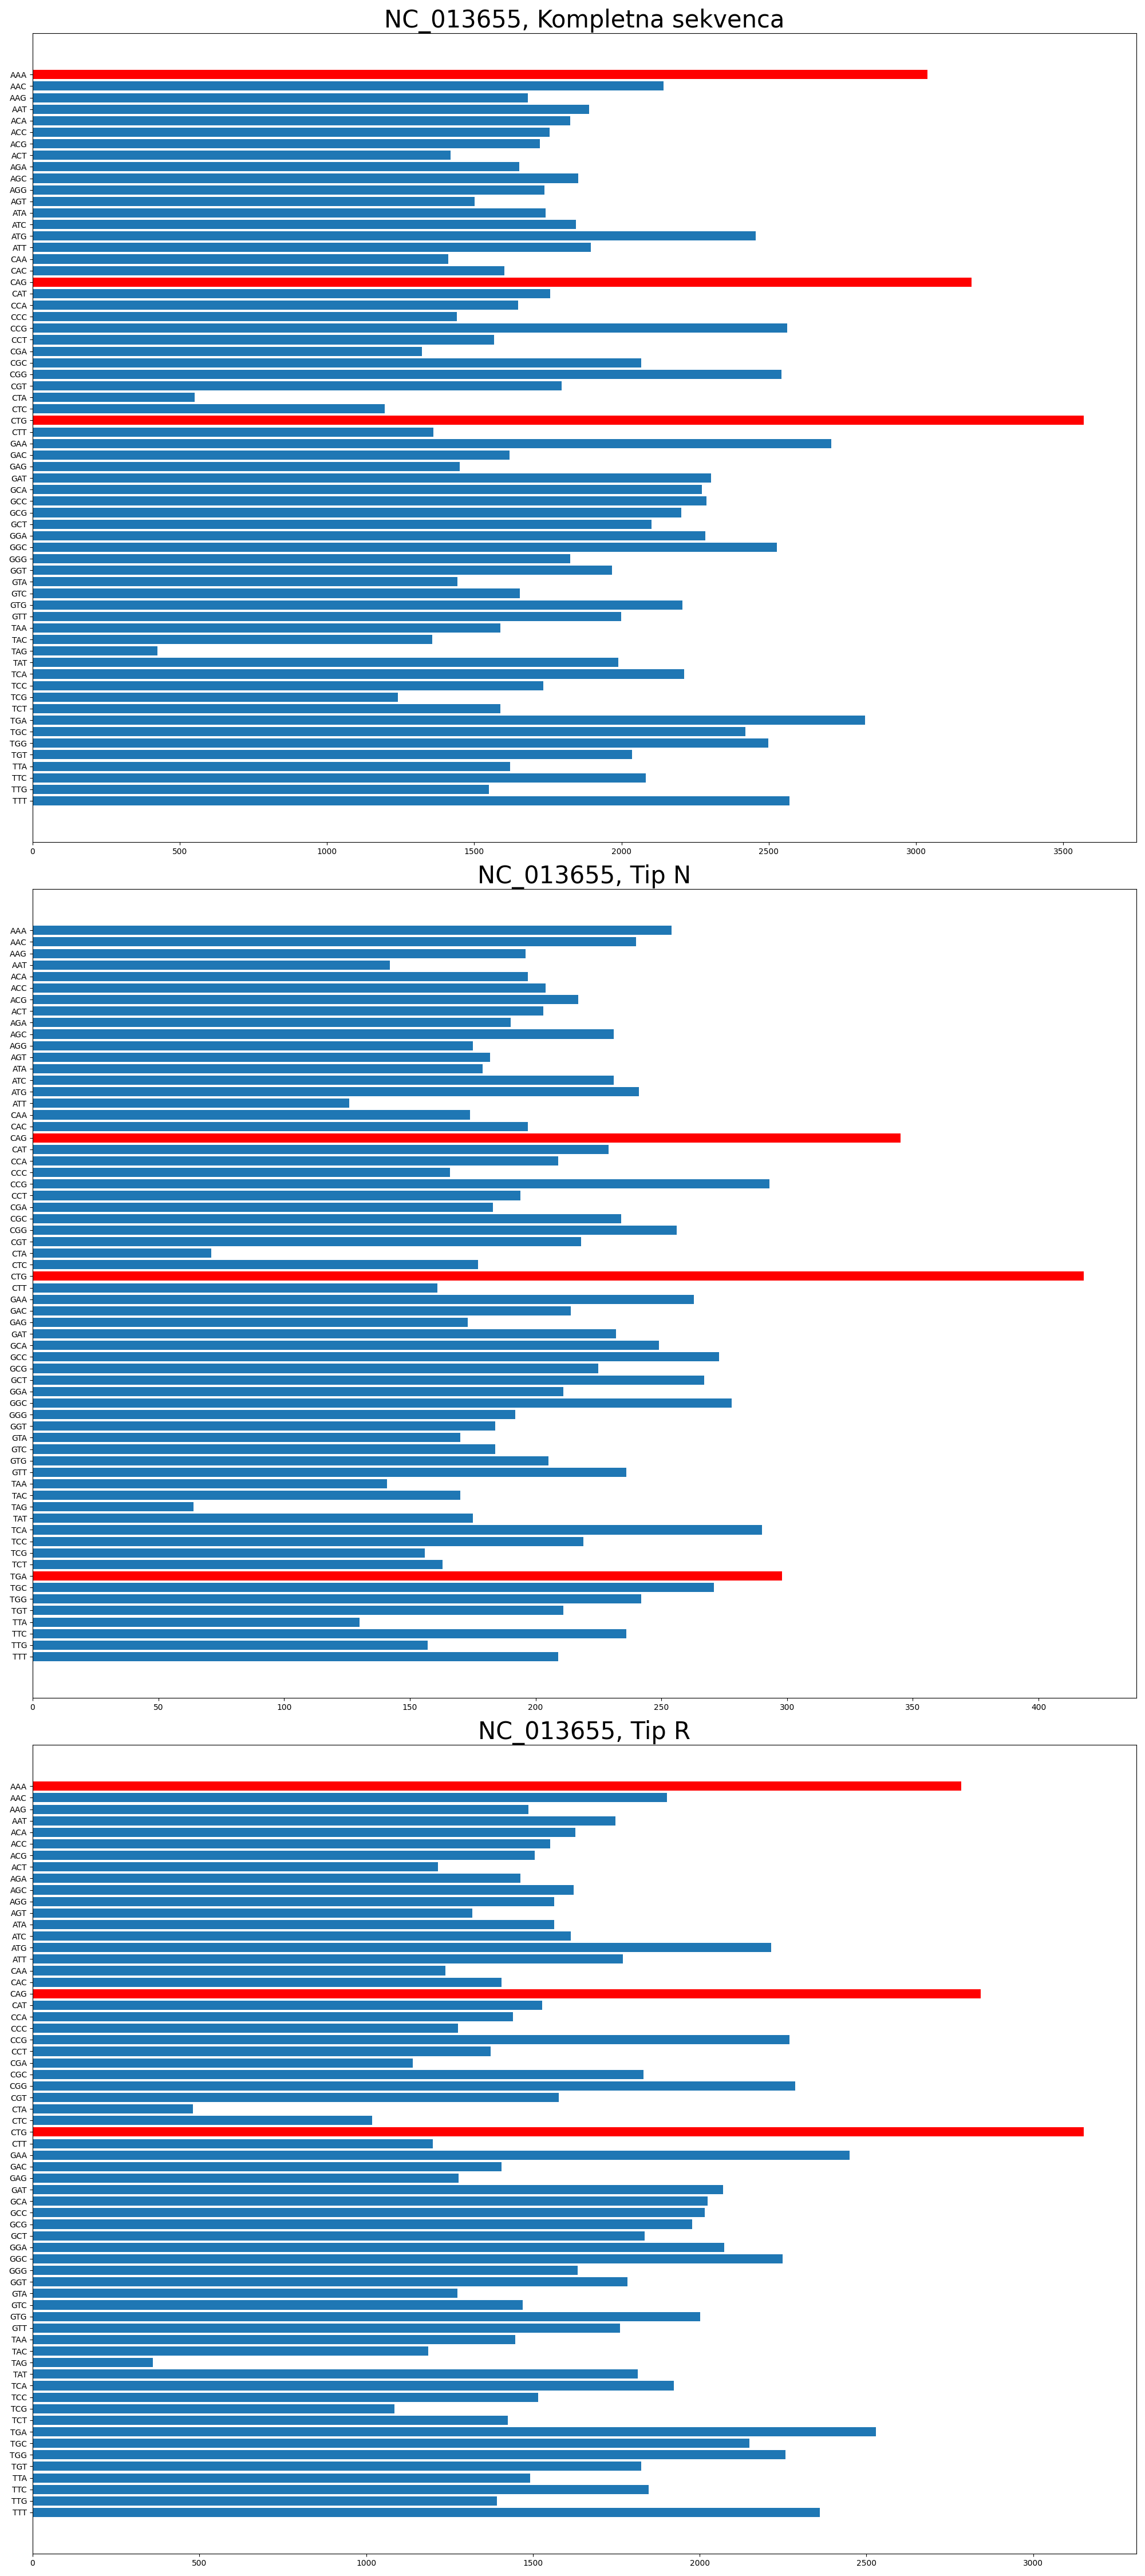 NC_013655, Kompletna sekvenca
AAA
AAC
AAG
AAT
ACA
ACC
ACG
ACT
AGA
AGC
AGG
AGT
ATA
ATC
ATG
ATT
CAA
CAC
CAG
CAT
CCA
CCC
CCG
CCT
CGA
CGC
CGG
CGT
CTA
CTC
CTG
CTT
GAA
GAC
GAG
GAT
GCA
GCC
GCG
GCT
GGA
GGC
GGG
GGT
GTA
GTC
GTG
GTT
TAA
TAC
TAG
TAT
TCA
TCC
TCG
TCT
TGA
TGC
TGG
TGT
TTA
TTC
TTG
TTT
0 500 1000 1500 2000 2500 3000 3500
NC_013655, Tip N
AAA
AAC
AAG
AAT
ACA
ACC
ACG
ACT
AGA
AGC
AGG
AGT
ATA
ATC
ATG
ATT
CAA
CAC
CAG
CAT
CCA
CCC
CCG
CCT
CGA
CGC
CGG
CGT
CTA
CTC
CTG
CTT
GAA
GAC
GAG
GAT
GCA
GCC
GCG
GCT
GGA
GGC
GGG
GGT
GTA
GTC
GTG
GTT
TAA
TAC
TAG
TAT
TCA
TCC
TCG
TCT
TGA
TGC
TGG
TGT
TTA
TTC
TTG
TTT
0 50 100 150 200 250 300 350 400
NC_013655, Tip R
AAA
AAC
AAG
AAT
ACA
ACC
ACG
ACT
AGA
AGC
AGG
AGT
ATA
ATC
ATG
ATT
CAA
CAC
CAG
CAT
CCA
CCC
CCG
CCT
CGA
CGC
CGG
CGT
CTA
CTC
CTG
CTT
GAA
GAC
GAG
GAT
GCA
GCC
GCG
GCT
GGA
GGC
GGG
GGT
GTA
GTC
GTG
GTT
TAA
TAC
TAG
TAT
TCA
TCC
TCG
TCT
TGA
TGC
TGG
TGT
TTA
TTC
TTG
TTT
0 500 1000 1500 2000 2500 3000